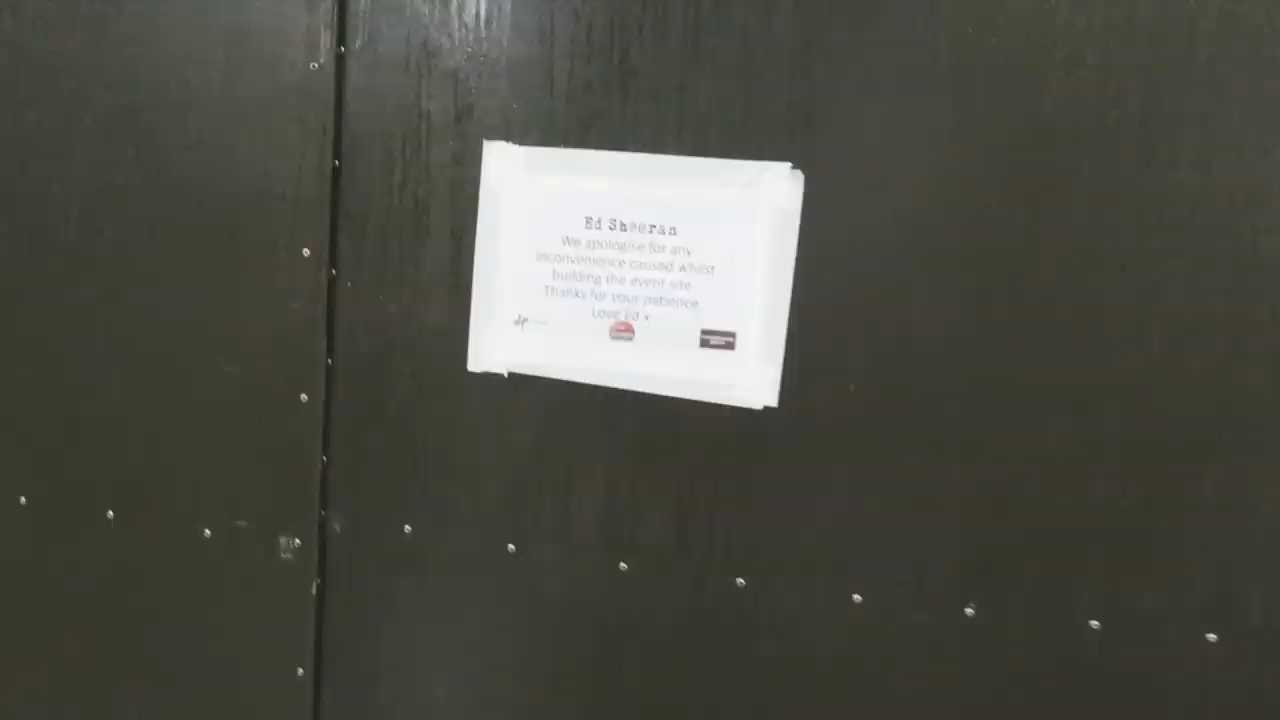 Ed Sheeran
We apologise for any
inconvenience caused whilst
building the event site
Thanks for your patience,
Love Ed x
dp